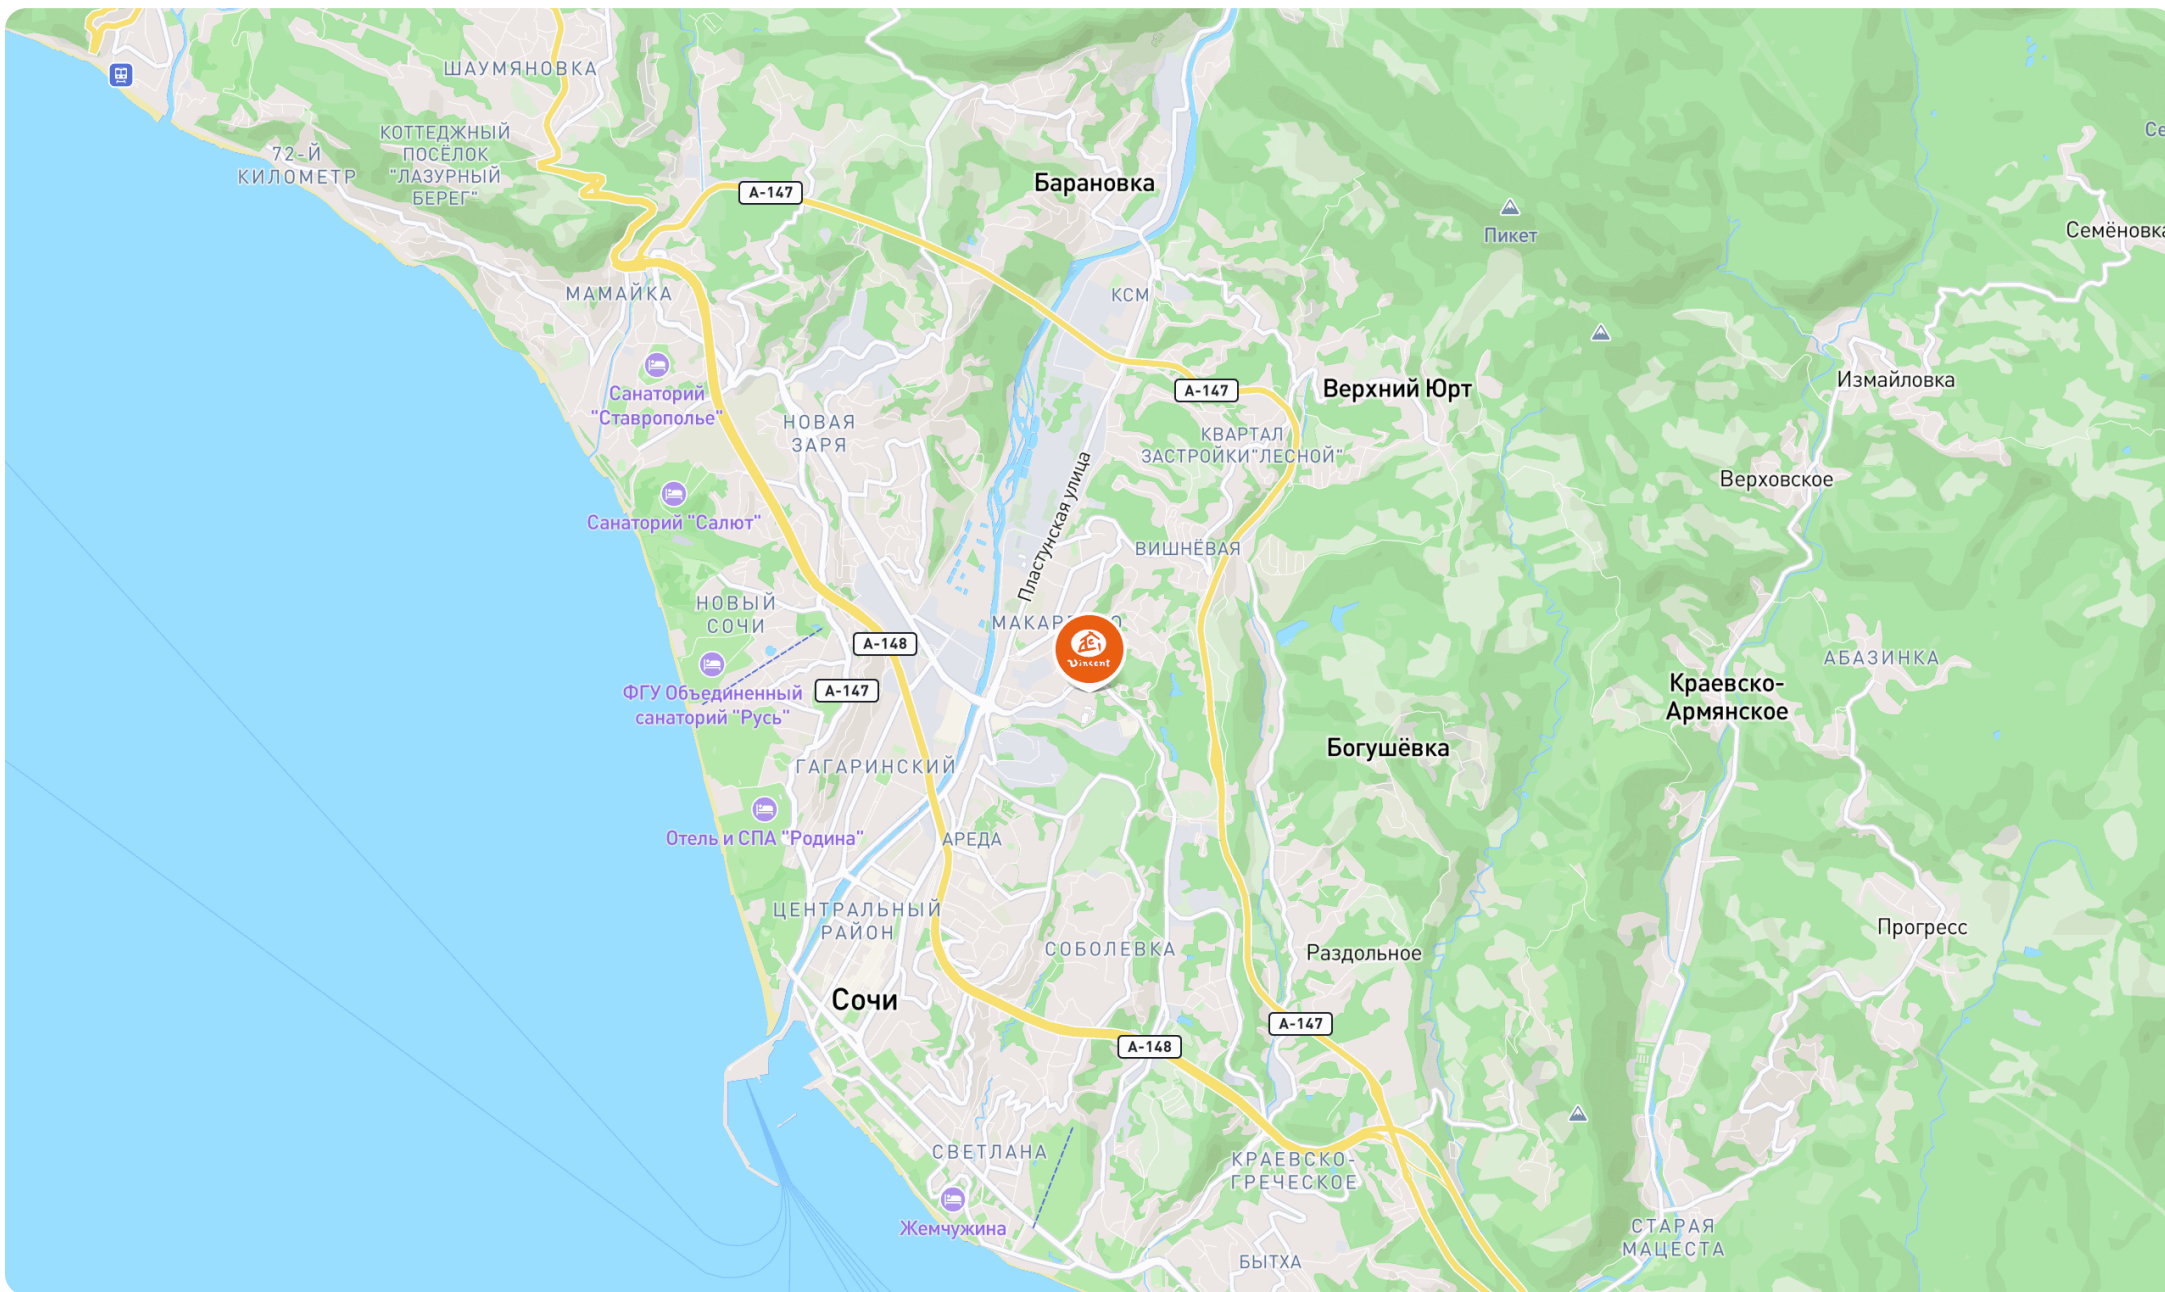 ШАУМЯНОВКА
КОТТЕДЖНЫЙ
ПОСЁЛОК
"ЛАЗУРНЫЙ
БЕРЕГ"
72-Й
КИЛОМЕТР
Барановка
А-147
Пикет
Семёновка
МАМАЙКА
КСМ
Санаторий
"Ставрополье"
НОВАЯ
ЗАРЯ
А-147
Верхний Юрт
Измайловка
КВАРТАЛ
ЗАСТРОЙКИ"ЛЕСНОЙ"
Верховское
Санаторий "Салют"
Пластунская улица
ВИШНЁВАЯ
НОВЫЙ
СОЧИ
А-148
Vincent
АБАЗИНКА
ФГУ Объединенный
санаторий "Русь"
А-147
Краевско-
Армянское
Богушёвка
ГАГАРИНСКИЙ
Отель и СПА "Родина"
АРЕДА
ЦЕНТРАЛЬНЫЙ
РАЙОН
СОБОЛЕВКА
Раздольное
Прогресс
Сочи
А-148
А-147
СВЕТЛАНА
КРАЕВСКО-
ГРЕЧЕСКОЕ
Жемчужина
БЫТХА
СТАРАЯ
МАЦЕСТА